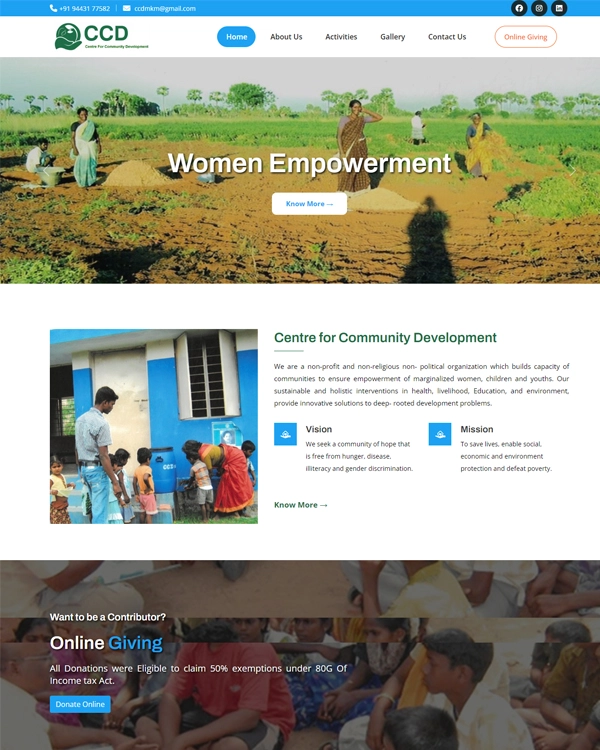 +91 94431 77582
ccdmkm@gmail.com
CCD
Centre For Community Development
Home
About Us
Activities
Gallery
Contact Us
Online Giving
Women Empowerment
Know More →
Centre for Community Development
We are a non-profit and non-religious non- political organization which builds capacity of
communities to ensure empowerment of marginalized women, children and youths. Our
sustainable and holistic interventions in health, livelihood, Education, and environment,
provide innovative solutions to deep- rooted development problems.
Vision
We seek a community of hope that
is free from hunger, disease,
illiteracy and gender discrimination.
Mission
To save lives, enable social,
economic and environment
protection and defeat poverty.
Know More →
Want to be a Contributor?
Online Giving
All Donations were Eligible to claim 50% exemptions under 80G Of
Income tax Act.
Donate Online